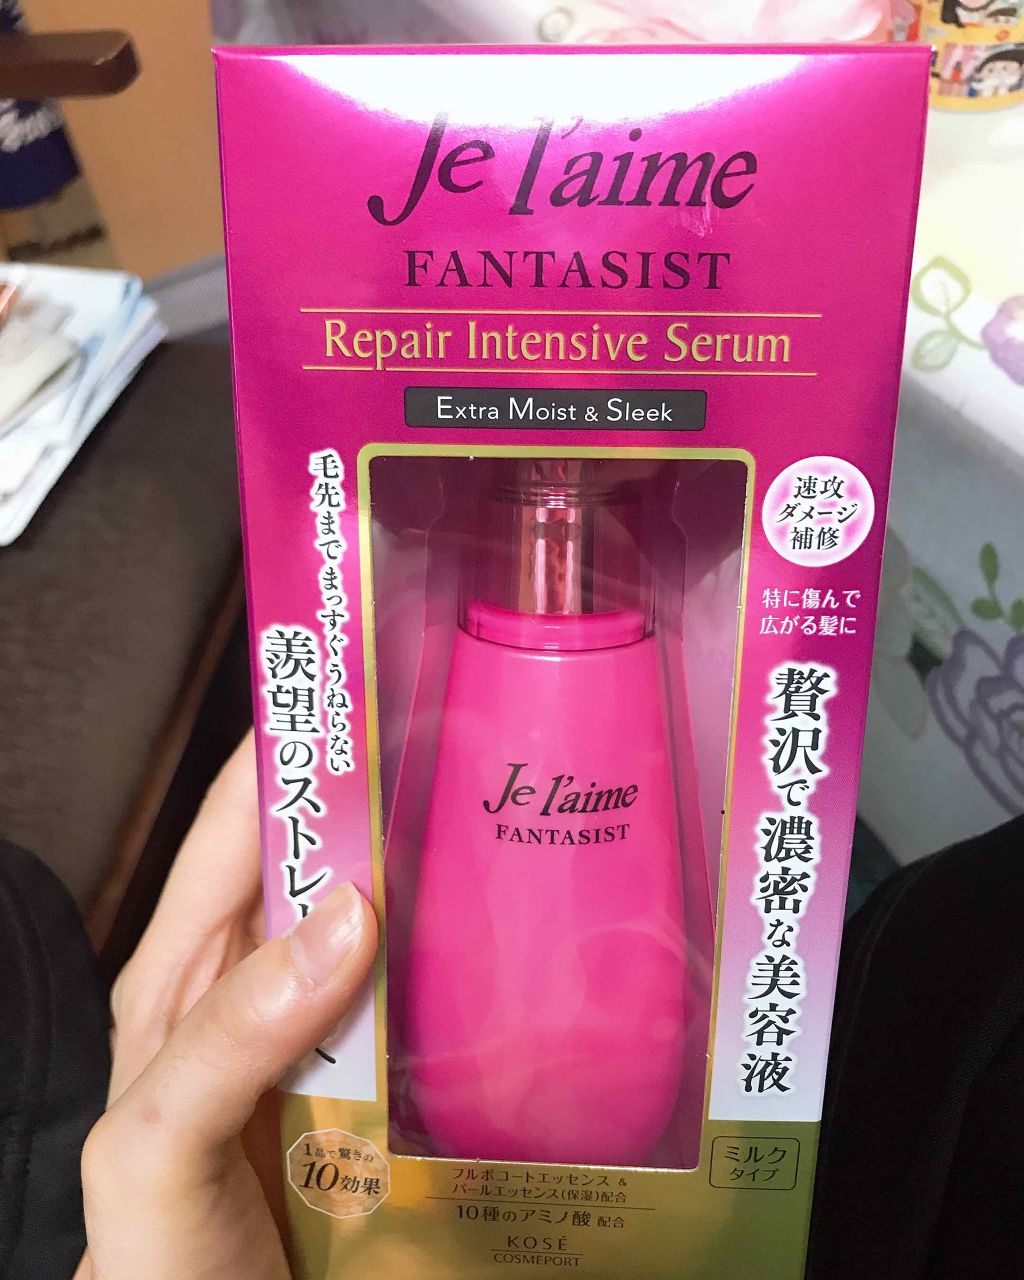 Je l'aime
FANTASIST
Repair Intensive Serum
Extra Moist & Sleek
毛先までまっすぐうねらない
羨望のストレ
速攻
ダメージ
補修
特に傷んで
広がる髪に
贅沢で濃密な美容液
Je l'aime
FANTASIST
1品で驚きの
10効果
フルボコートエッセンス &
パールエッセンス(保湿)配合
10種のアミノ酸 配合
KOSÉ
COSMEPORT
ミルク
タイプ